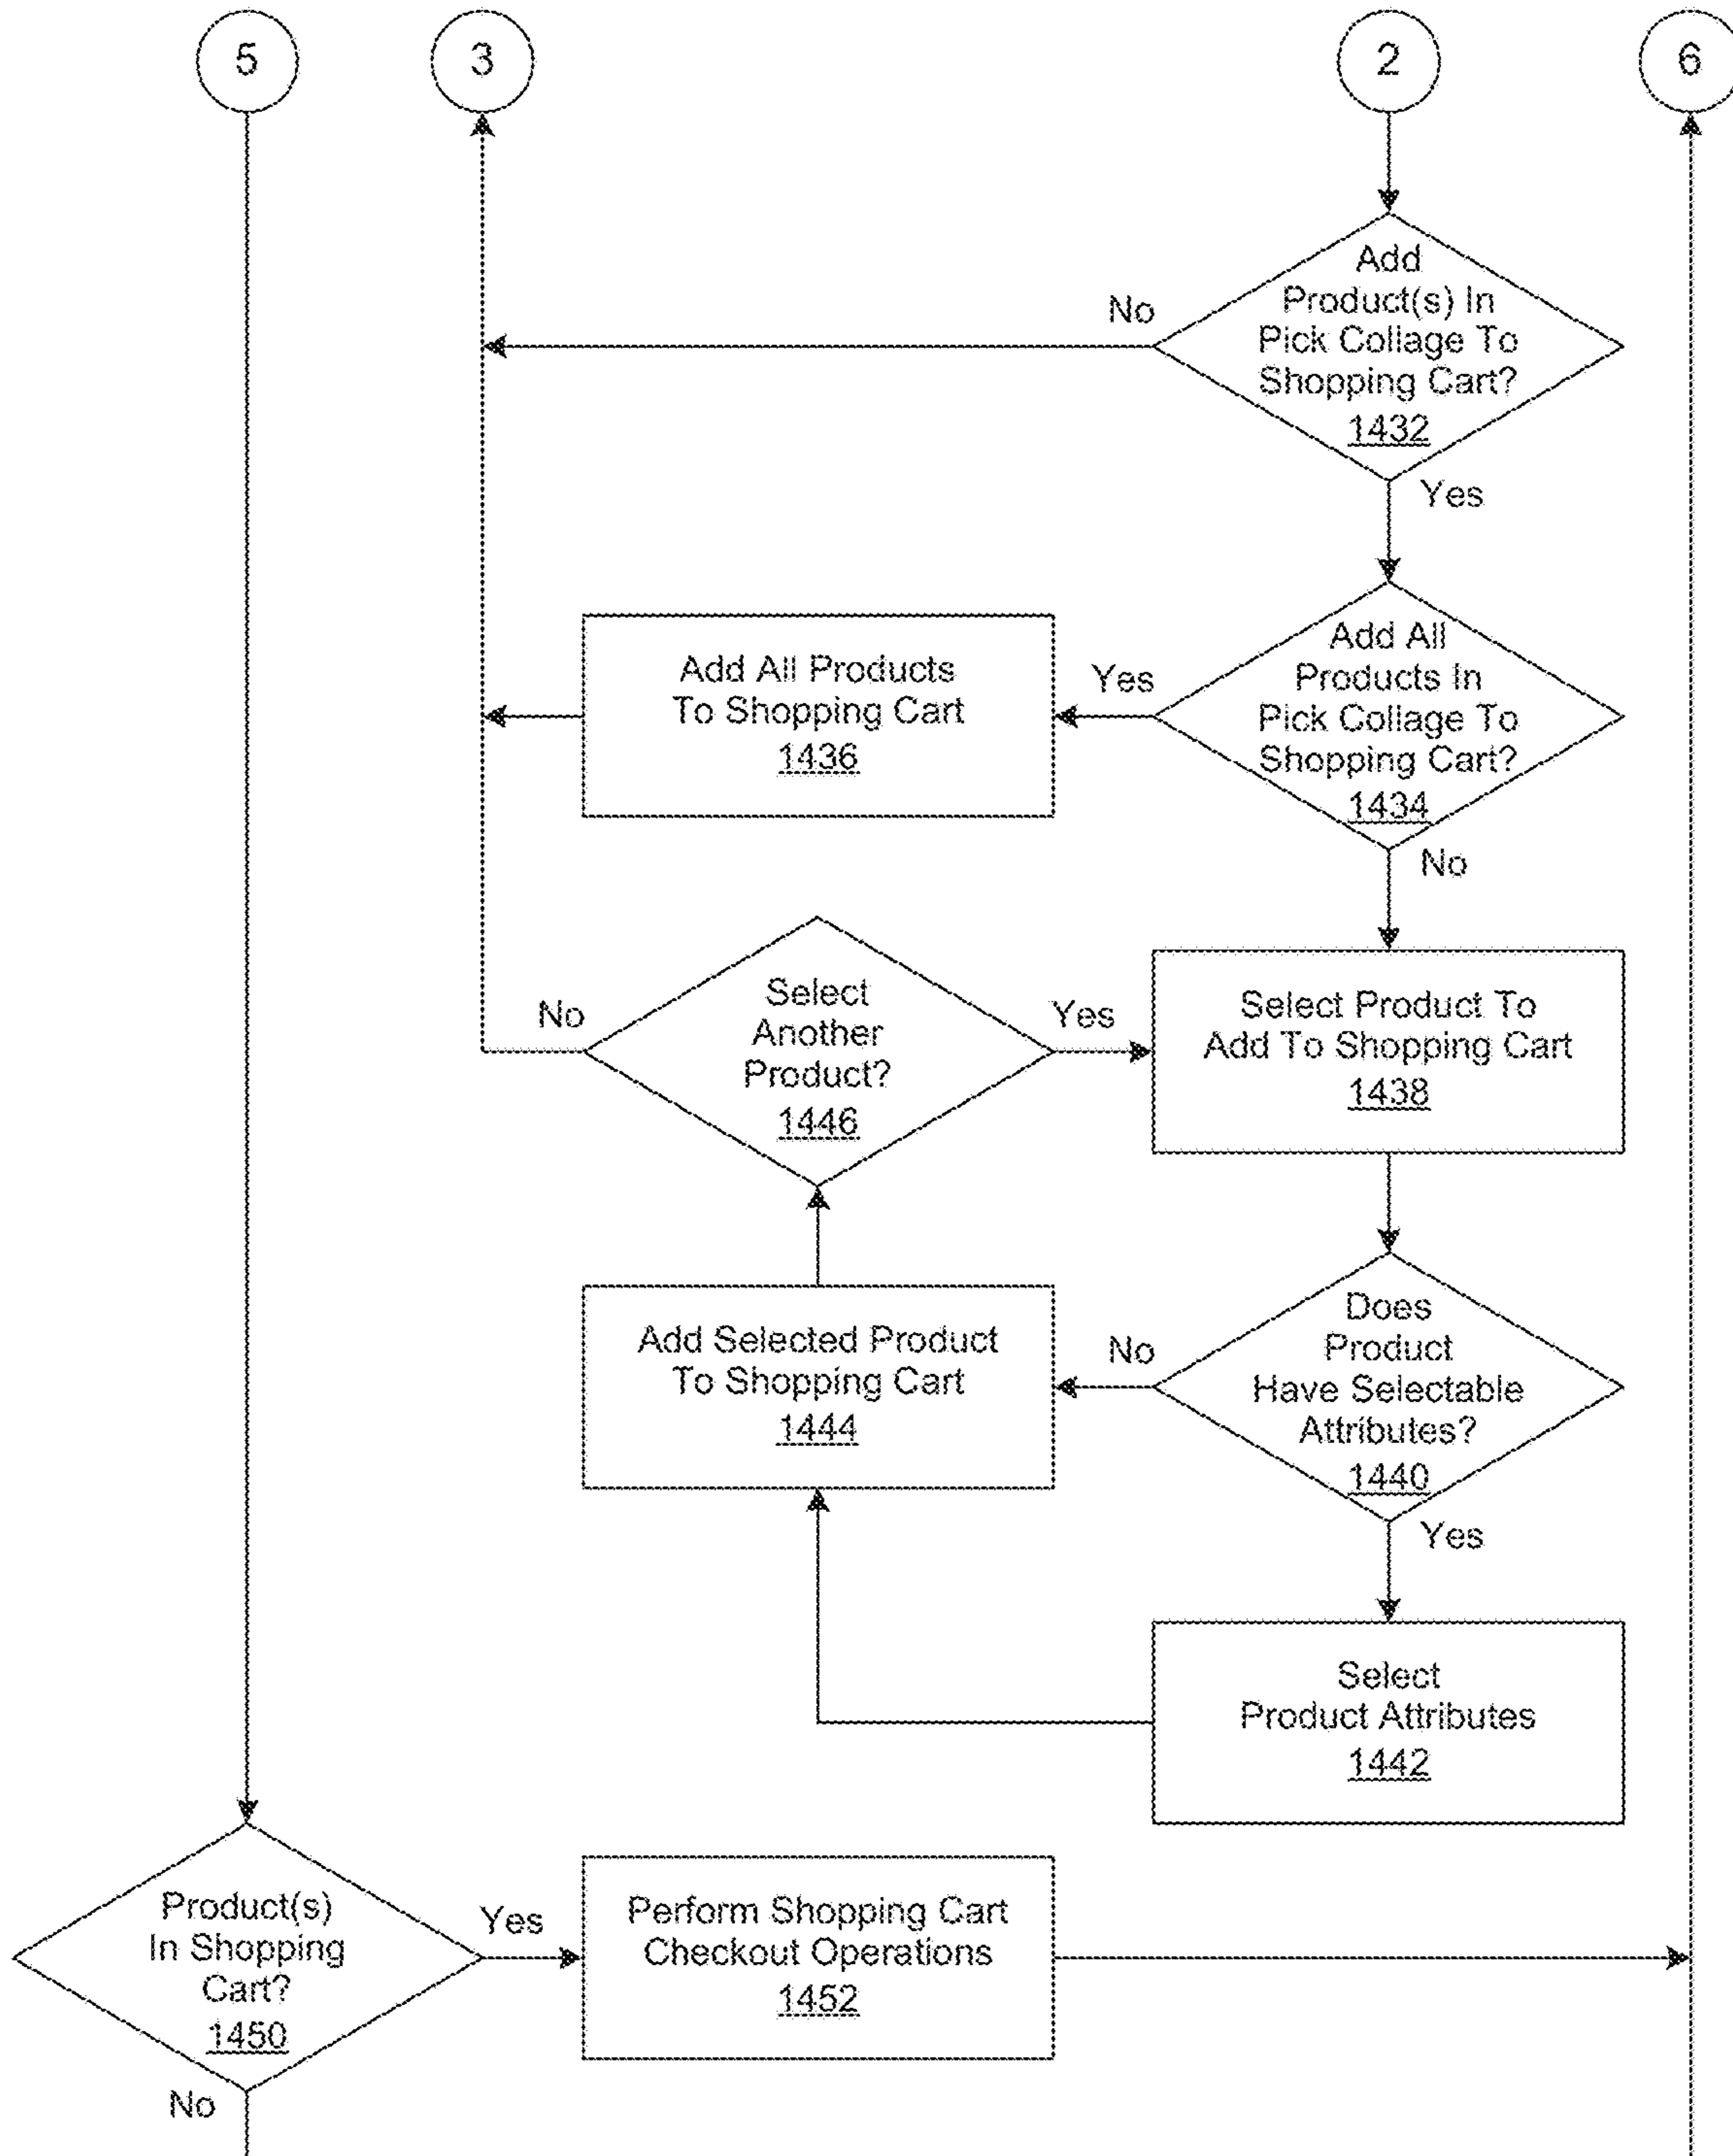 5
3
2
6
Add
Product(s) In
Pick Collage To
Shopping Cart?
1432
No
Yes
Add All
Products In
Pick Collage To
Shopping Cart?
1434
Yes
No
Add All Products
To Shopping Cart
1436
Select
Another
Product?
1446
No
Yes
Select Product To
Add To Shopping Cart
1438
Add Selected Product
To Shopping Cart
1444
No
Does
Product
Have Selectable
Attributes?
1440
Yes
Select
Product Attributes
1442
Product(s)
In Shopping
Cart?
1450
Yes
No
Perform Shopping Cart
Checkout Operations
1452